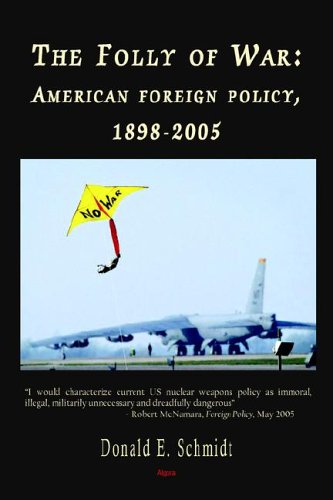 THE FOLLY OF WAR:
AMERICAN FOREIGN POLICY,
1898-2005
NO WAR
"I would characterize current US nuclear weapons policy as immoral,
illegal, militarily unnecessary and dreadfully dangerous"
- Robert McNamara, Foreign Policy, May 2005
Donald E. Schmidt
Algora